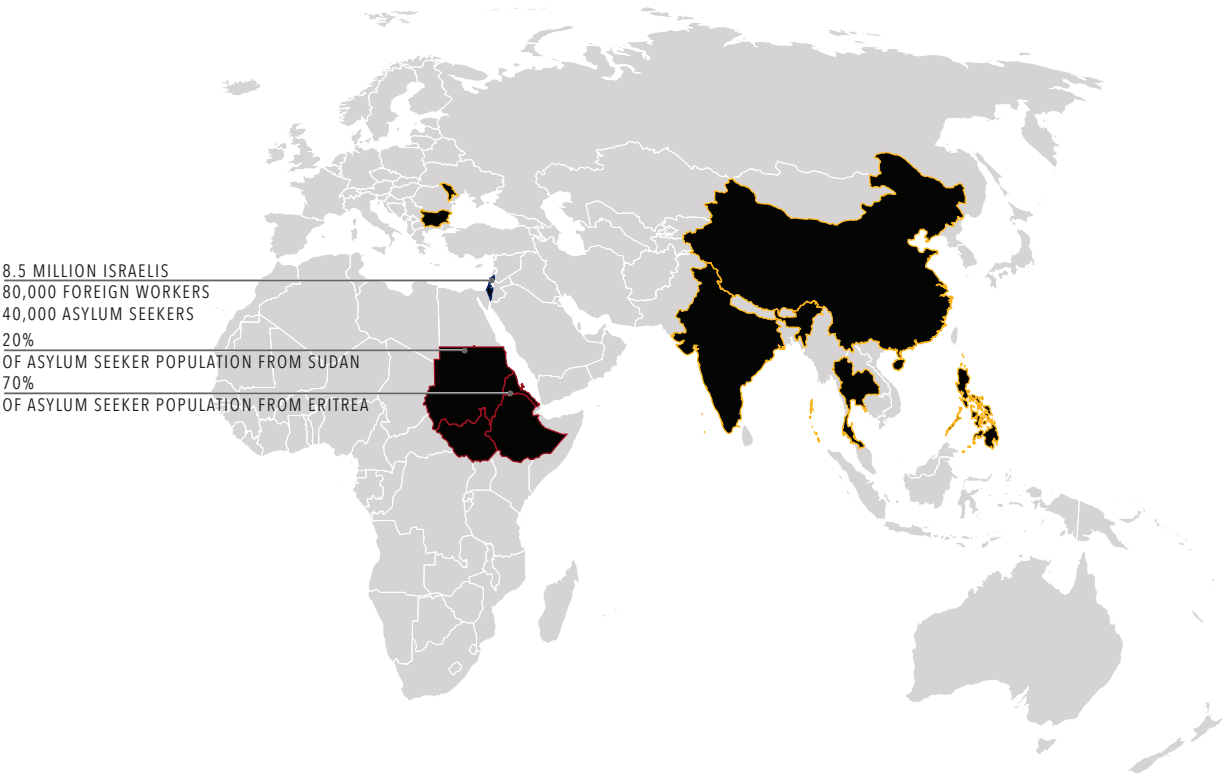 8.5 MILLION ISRAELIS
80,000 FOREIGN WORKERS
40,000 ASYLUM SEEKERS
20%
OF ASYLUM SEEKER POPULATION FROM SUDAN
70%
OF ASYLUM SEEKER POPULATION FROM ERITREA